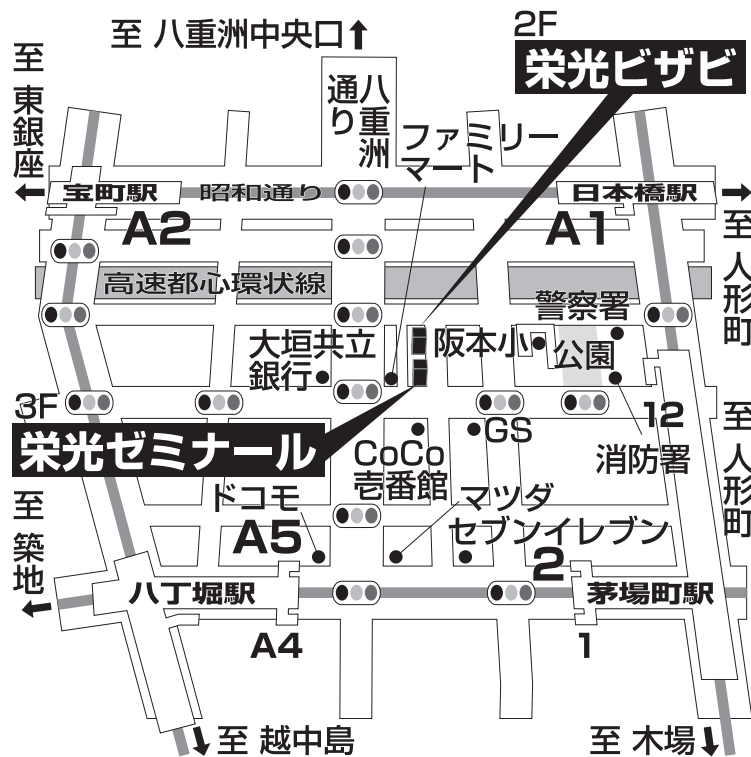 至 八重洲中央口
2F
栄光ビザビ
至 東銀座
八重洲
通り
ファミリー
マート
宝町駅
昭和通り
日本橋駅
A2
A1
至 人形町
高速都心環状線
警察署
大垣共立
銀行
阪本小
公園
3F
栄光ゼミナール
12
至 人形町
GS
CoCo
壱番館
消防署
至 築地
ドコモ
マツダ
A5
セブンイレブン
2
八丁堀駅
茅場町駅
A4
1
至 越中島
至 木場